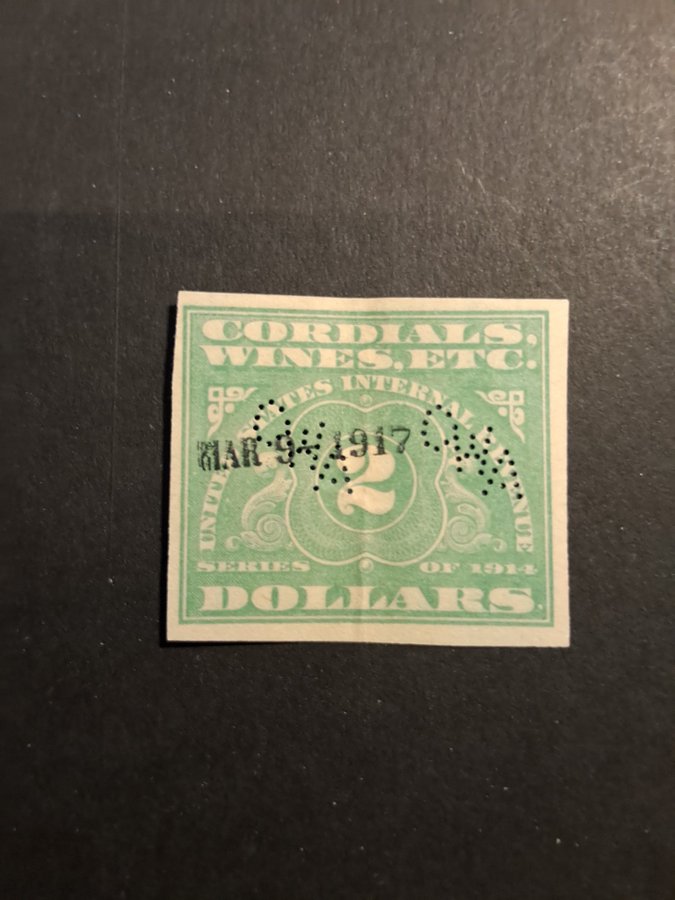 CORDIALS,
WINES, ETC.
UNITED STATES INTERNAL REVENUE
MAR 9- 1917
2
SERIES OF 1914
DOLLARS.